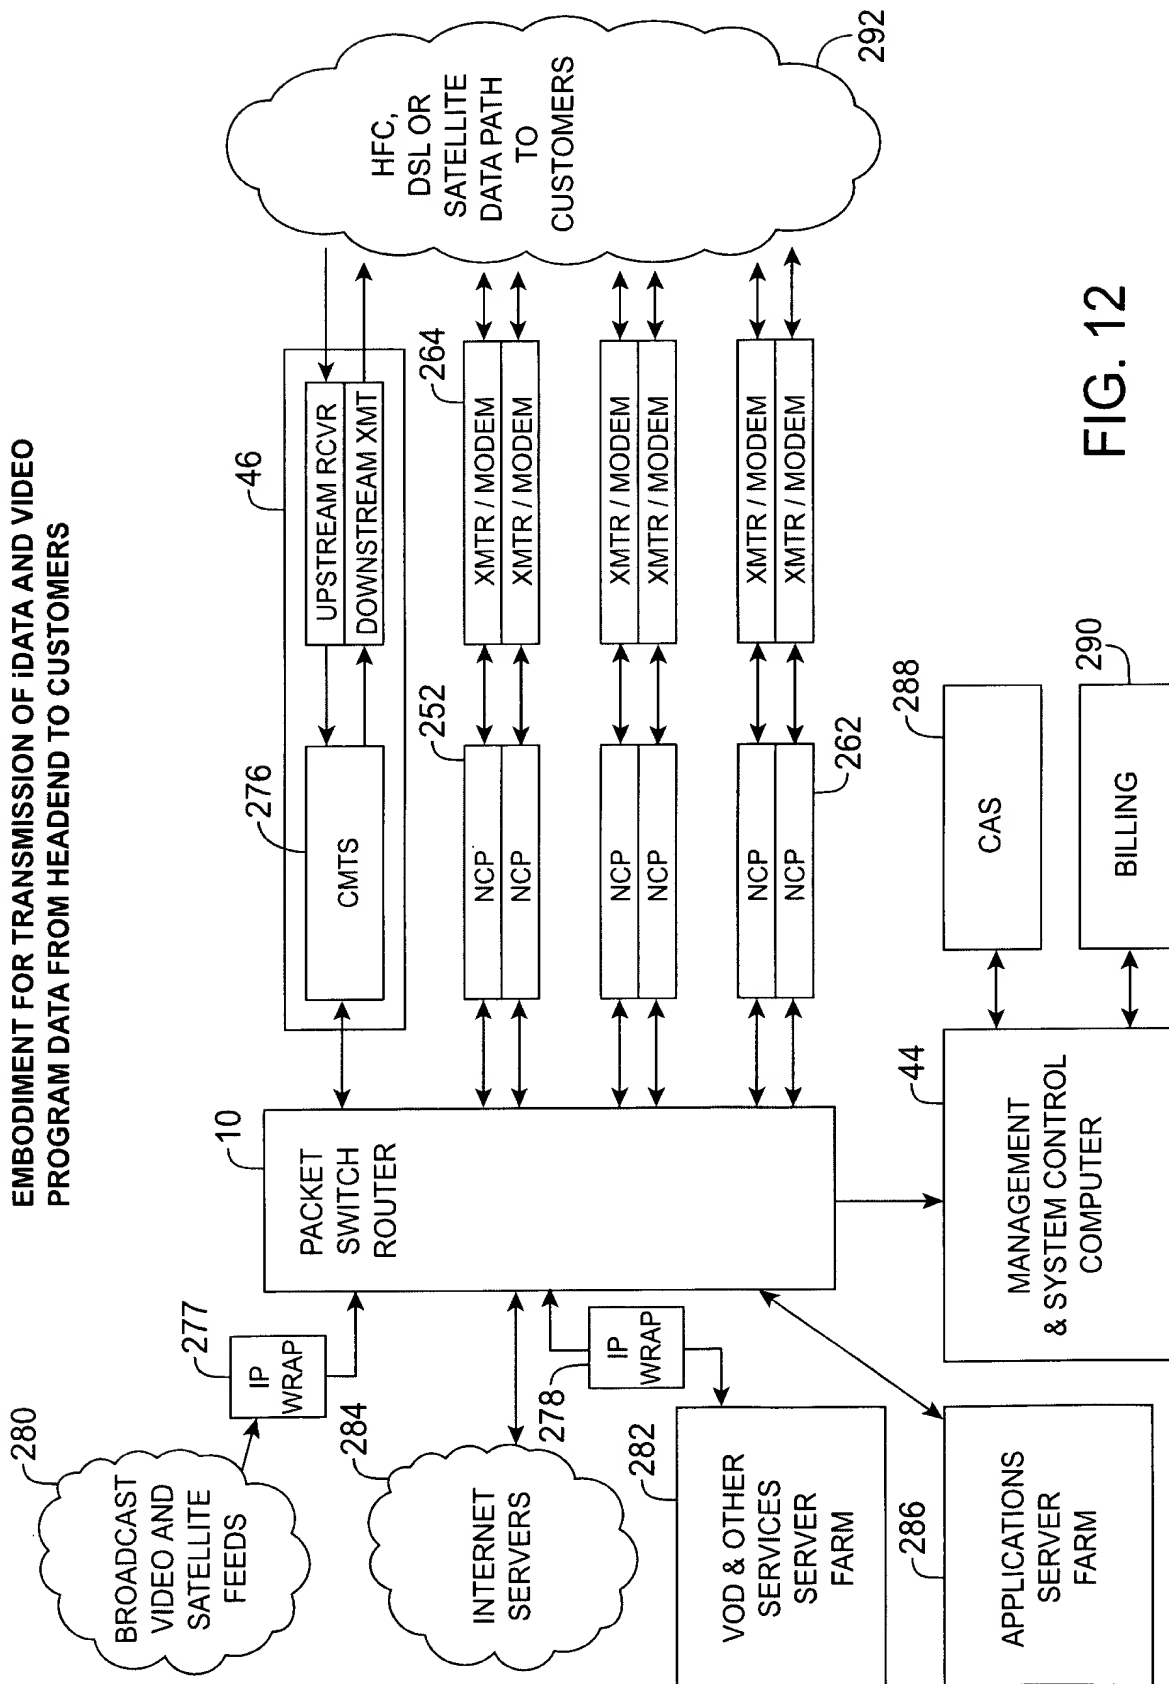 EMBODIMENT FOR TRANSMISSION OF iDATA AND VIDEO
PROGRAM DATA FROM HEADEND TO CUSTOMERS
280
BROADCAST
VIDEO AND
SATELLITE
FEEDS
277
IP
WRAP
284
INTERNET
SERVERS
278
IP
WRAP
282
VOD & OTHER
SERVICES
SERVER
FARM
286
APPLICATIONS
SERVER
FARM
10
PACKET
SWITCH
ROUTER
44
MANAGEMENT
& SYSTEM CONTROL
COMPUTER
276
CMTS
46
UPSTREAM RCVR
DOWNSTREAM XMT
252
NCP
NCP
264
XMTR / MODEM
XMTR / MODEM
NCP
NCP
XMTR / MODEM
XMTR / MODEM
NCP
NCP
262
XMTR / MODEM
XMTR / MODEM
288
CAS
290
BILLING
HFC,
DSL OR
SATELLITE
DATA PATH
TO
CUSTOMERS
292
FIG. 12